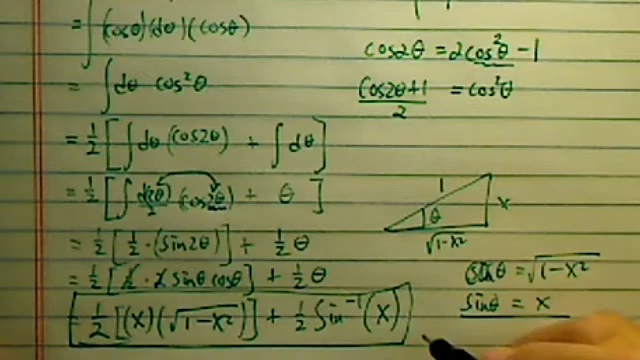 = ∫ (cosθ)(dθ)(cosθ)
= ∫ dθ cos²θ
= 1/2 [∫ dθ (cos2θ) + ∫ dθ]
= 1/2 [∫ d(2θ)/2 (cos2θ) + θ]
= 1/2 [1/2 · (sin2θ)] + 1/2 θ
= 1/2 [1/2 · 2 sinθ cosθ] + 1/2 θ
= 1/2 [(x)(√1-x²)] + 1/2 Sin⁻¹(x)
cos2θ = 2cos²θ - 1
(cos2θ+1)/2 = cos²θ
1
θ
x
√1-x²
cosθ = √1-x²
sinθ = x